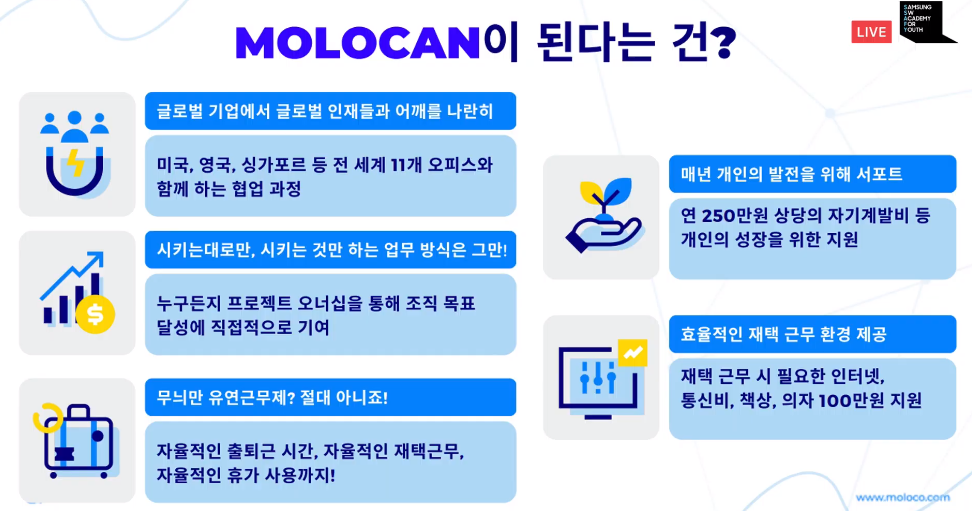 MOLOCAN이 된다는 건?
LIVE
SAMSUNG
SW
ACADEMY
FOR
YOUTH
글로벌 기업에서 글로벌 인재들과 어깨를 나란히
미국, 영국, 싱가포르 등 전 세계 11개 오피스와
함께 하는 협업 과정
시키는대로만, 시키는 것만 하는 업무 방식은 그만!
누구든지 프로젝트 오너십을 통해 조직 목표
달성에 직접적으로 기여
무늬만 유연근무제? 절대 아니죠!
자율적인 출퇴근 시간, 자율적인 재택근무,
자율적인 휴가 사용까지!
매년 개인의 발전을 위해 서포트
연 250만원 상당의 자기계발비 등
개인의 성장을 위한 지원
효율적인 재택 근무 환경 제공
재택 근무 시 필요한 인터넷,
통신비, 책상, 의자 100만원 지원
www.moloco.com